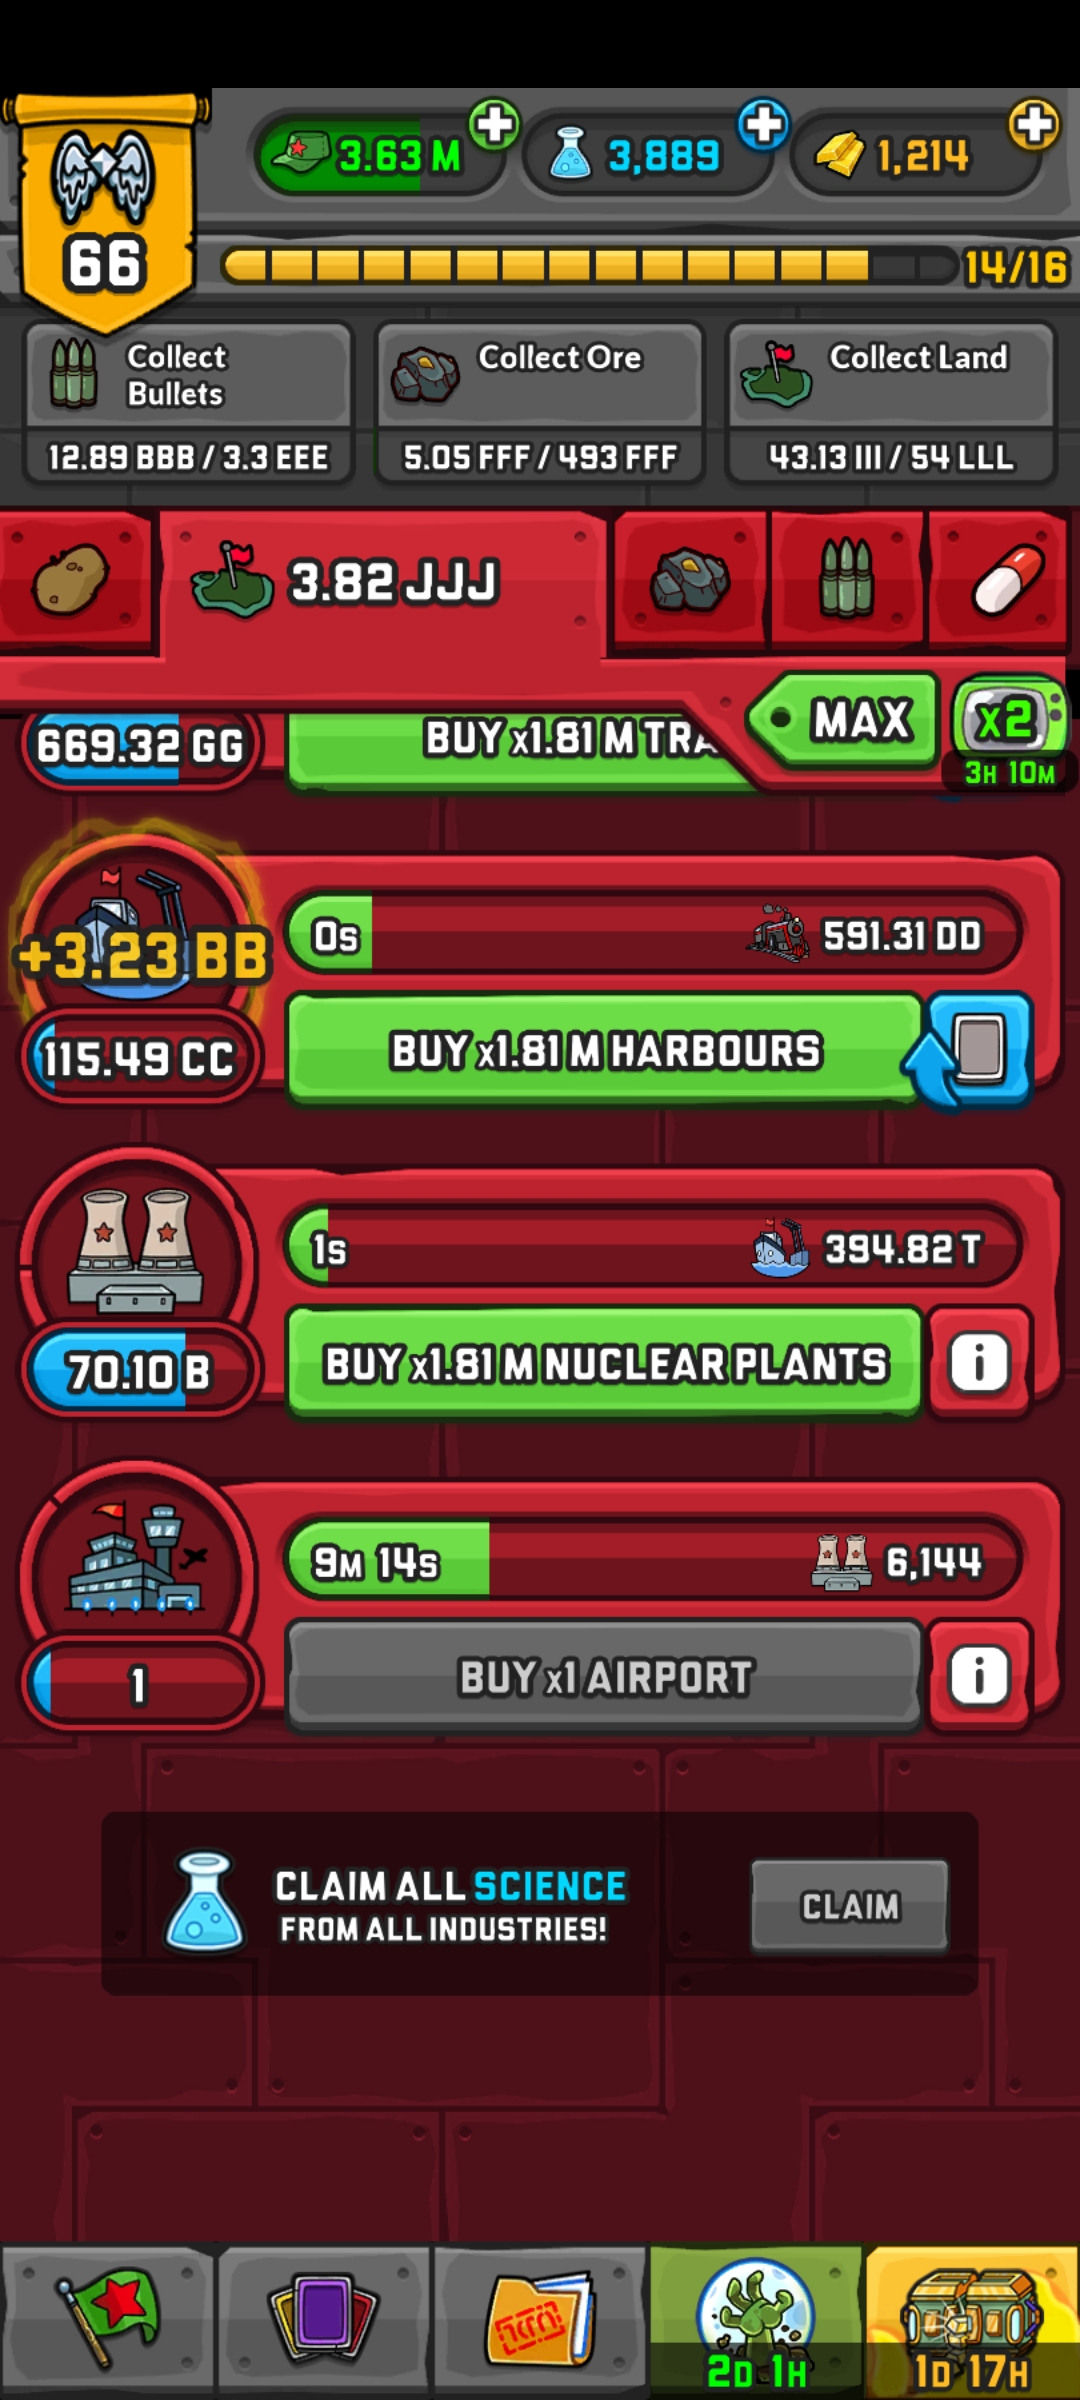 66
3.63 M
3,889
1,214
14/16
Collect
Bullets
12.89 BBB / 3.3 EEE
Collect Ore
5.05 FFF / 493 FFF
Collect Land
43.13 III / 54 LLL
3.82 JJJ
MAX
x2
3H 10M
669.32 GG
BUY x1.81 M TRA
+3.23 BB
115.49 CC
0s
591.31 DD
BUY x1.81 M HARBOURS
1s
394.82 T
70.10 B
BUY x1.81 M NUCLEAR PLANTS
i
9M 14s
6,144
1
BUY x1 AIRPORT
i
CLAIM ALL SCIENCE
FROM ALL INDUSTRIES!
CLAIM
2D 1H
1D 17H